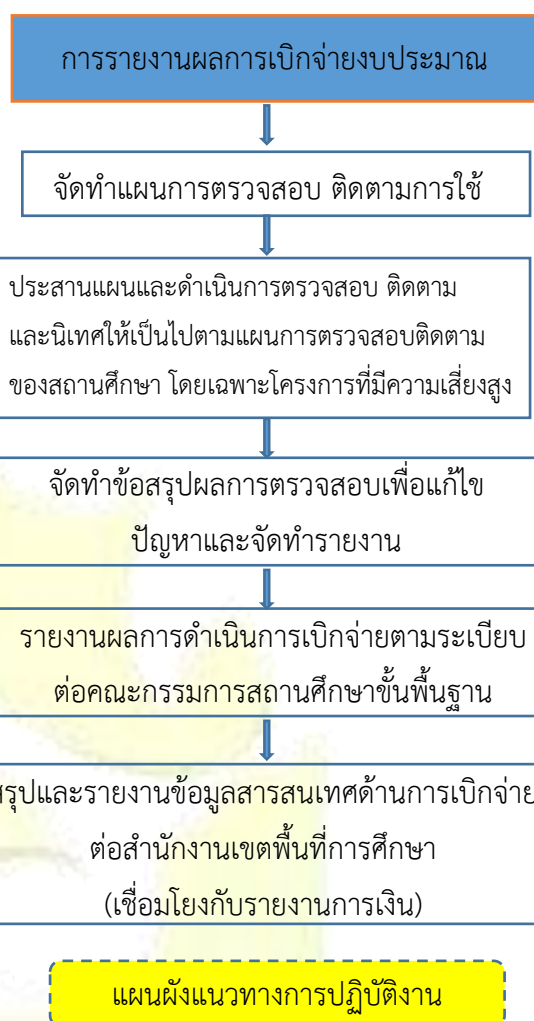 การรายงานผลการเบิกจ่ายงบประมาณ
จัดทำแผนการตรวจสอบ ติดตามการใช้
ประสานแผนและดำเนินการตรวจสอบ ติดตาม
และนิเทศให้เป็นไปตามแผนการตรวจสอบติดตาม
ของสถานศึกษา โดยเฉพาะโครงการที่มีความเสี่ยงสูง
จัดทำข้อสรุปผลการตรวจสอบเพื่อแก้ไข
ปัญหาและจัดทำรายงาน
รายงานผลการดำเนินการเบิกจ่ายตามระเบียบ
ต่อคณะกรรมการสถานศึกษาขั้นพื้นฐาน
สรุปและรายงานข้อมูลสารสนเทศด้านการเบิกจ่าย
ต่อสำนักงานเขตพื้นที่การศึกษา
(เชื่อมโยงกับรายงานการเงิน)
แผนผังแนวทางการปฏิบัติงาน